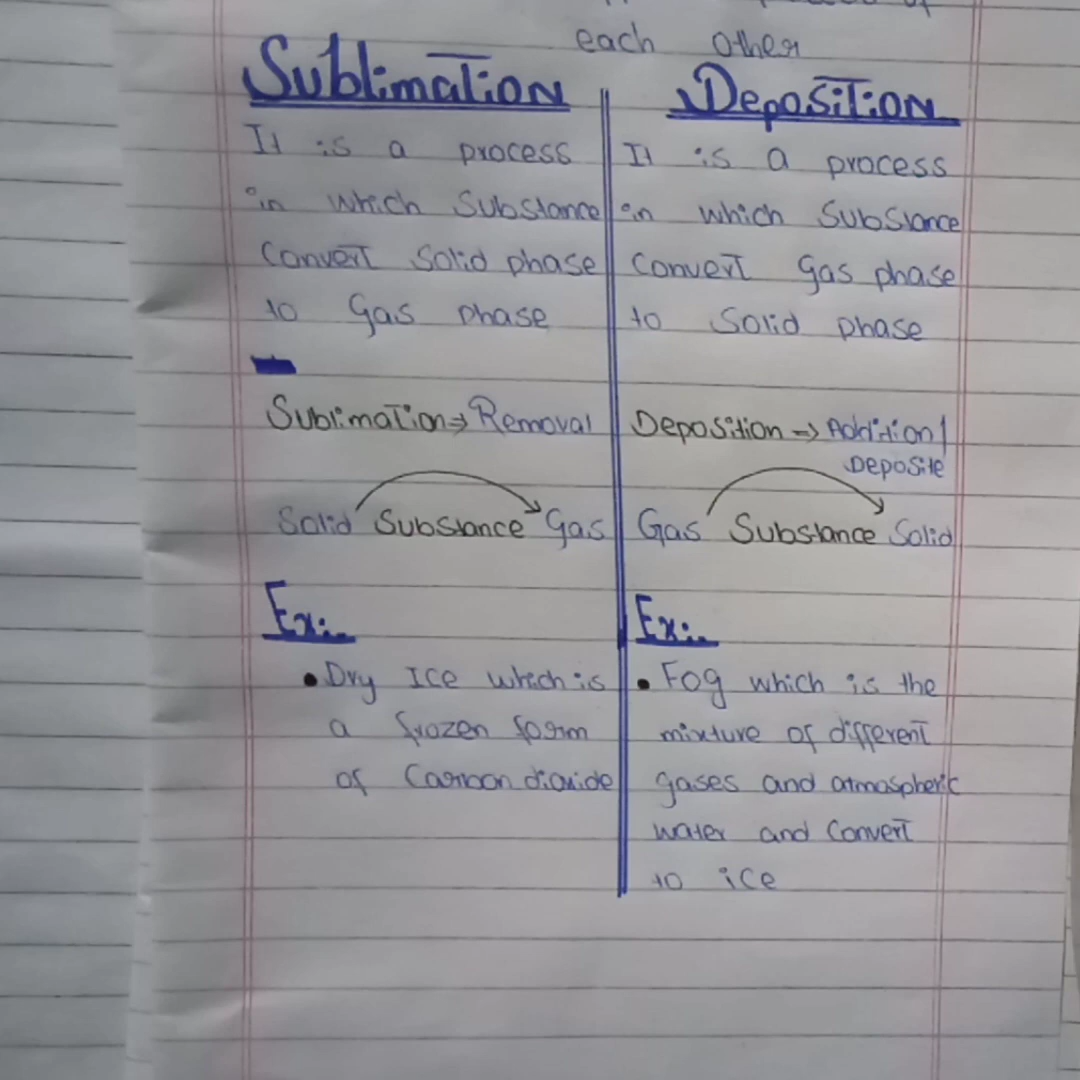 of
each other
Sublimation
It is a process
in which Substance
Convert Solid phase
to Gas phase
Sublimation ⇒ Removal
Solid Substance Gas
Ex:-
• Dry Ice which is
a frozen form
of Carbon dioxide
Deposition
It is a process
in which Substance
Convert Gas phase
to Solid phase
Deposition → Addition/
Deposite
Gas Substance Solid
Ex:-
• Fog which is the
mixture of different
gases and atmospheric
water and Convert
to ice